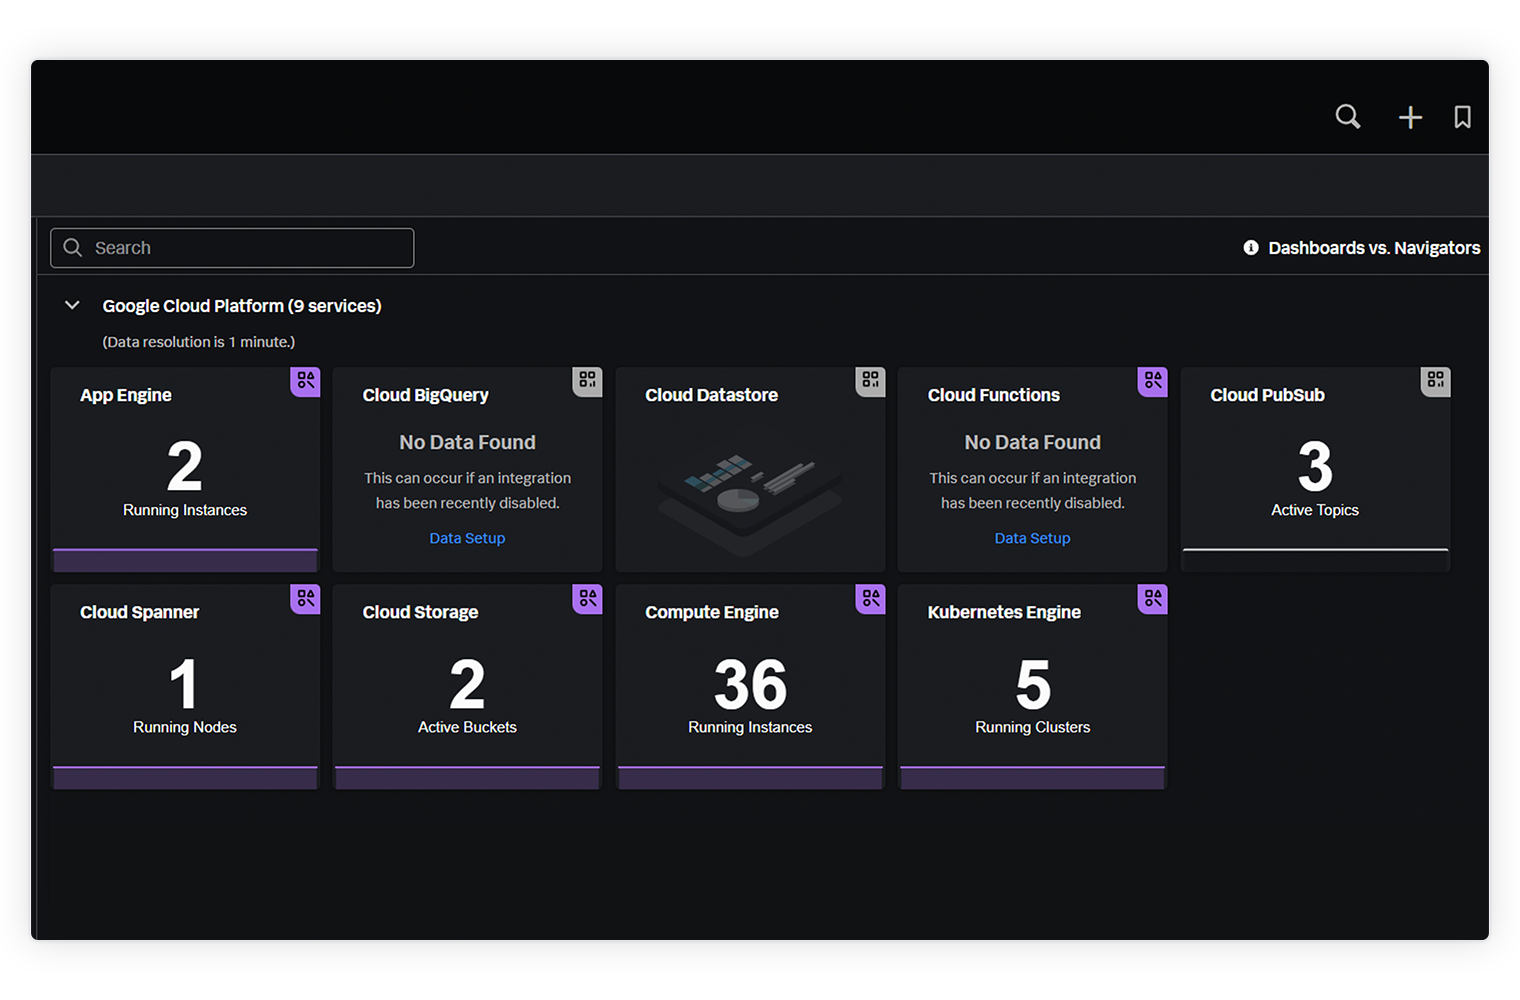 Search
Dashboards vs. Navigators
Google Cloud Platform (9 services)
(Data resolution is 1 minute.)
App Engine
2
Running Instances
Cloud BigQuery
No Data Found
This can occur if an integration
has been recently disabled.
Data Setup
Cloud Datastore
Cloud Functions
No Data Found
This can occur if an integration
has been recently disabled.
Data Setup
Cloud PubSub
3
Active Topics
Cloud Spanner
1
Running Nodes
Cloud Storage
2
Active Buckets
Compute Engine
36
Running Instances
Kubernetes Engine
5
Running Clusters